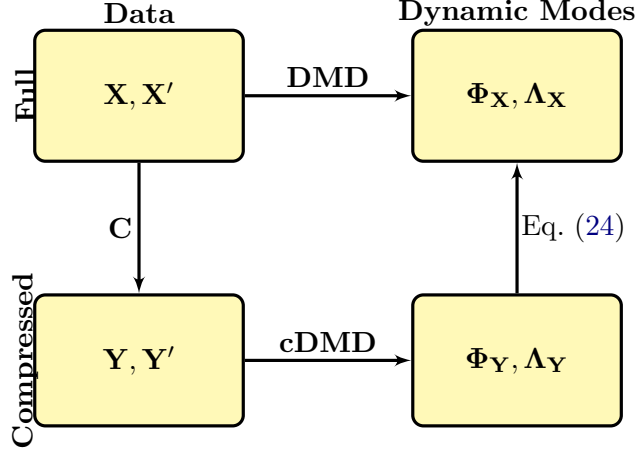 Data
Dynamic Modes
Full
X, X′
DMD
Φ_X, Λ_X
C
Eq. (24)
Compressed
Y, Y′
cDMD
Φ_Y, Λ_Y